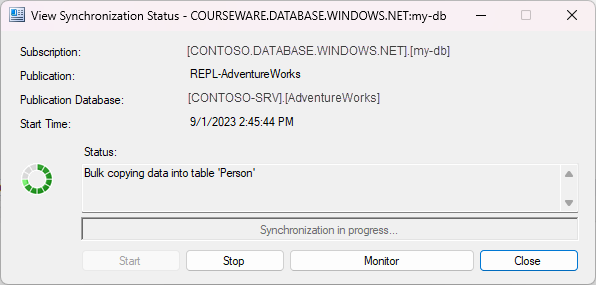 View Synchronization Status - COURSEWARE.DATABASE.WINDOWS.NET:my-db
Subscription: [CONTOSO.DATABASE.WINDOWS.NET].[my-db]
Publication: REPL-AdventureWorks
Publication Database: [CONTOSO-SRV].[AdventureWorks]
Start Time: 9/1/2023 2:45:44 PM
Status:
Bulk copying data into table 'Person'
Synchronization in progress...
Start Stop Monitor Close